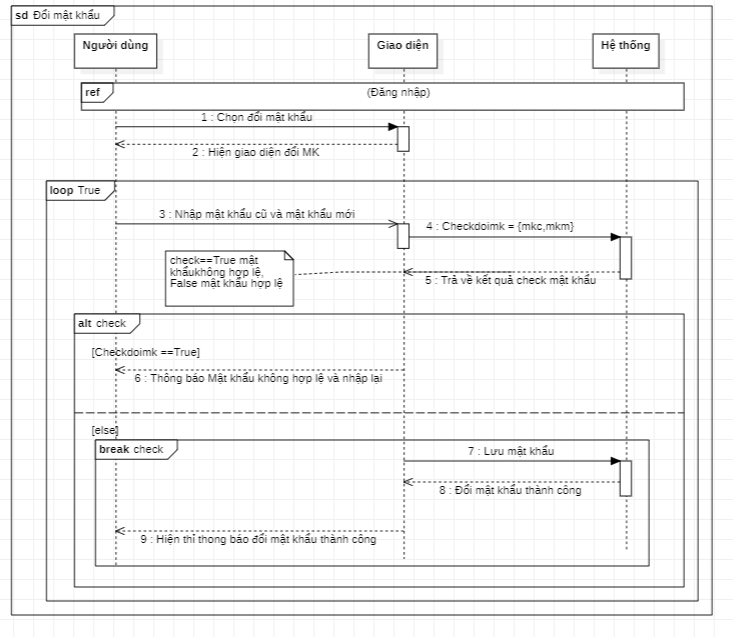 sd Đổi mật khẩu
Người dùng
Giao diện
Hệ thống
ref
(Đăng nhập)
1 : Chọn đổi mật khẩu
2 : Hiện giao diện đổi MK
loop True
3 : Nhập mật khẩu cũ và mật khẩu mới
4 : Checkdoimk = {mkc,mkm}
check==True mật
khẩukhông hợp lệ,
False mật khẩu hợp lệ
5 : Trả về kết quả check mật khẩu
alt check
[Checkdoimk ==True]
6 : Thông báo Mật khẩu không hợp lệ và nhập lại
[else]
break check
7 : Lưu mật khẩu
8 : Đổi mật khẩu thành công
9 : Hiện thỉ thong báo đổi mật khẩu thành công